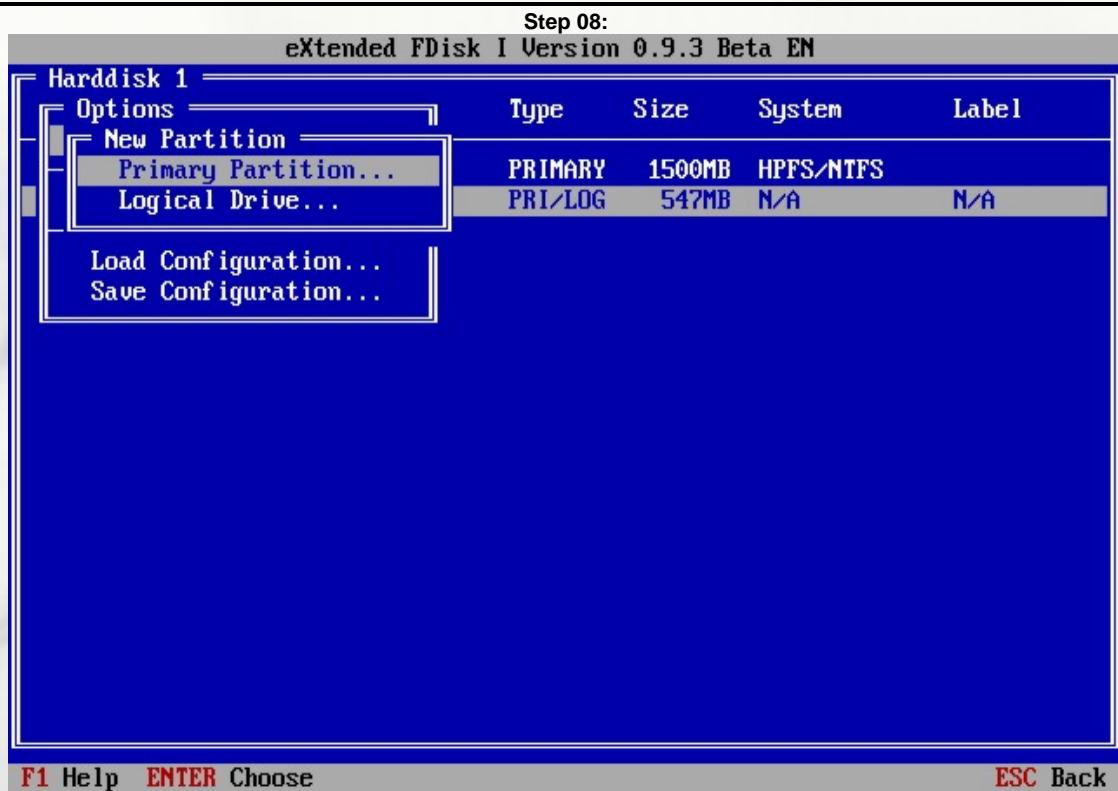 Step 08:
eXtended FDisk I Version 0.9.3 Beta EN
Harddisk 1
Options Type Size System Label
New Partition
Primary Partition... PRIMARY 1500MB HPFS/NTFS
Logical Drive... PRI/LOG 547MB N/A N/A
Load Configuration...
Save Configuration...
F1 Help ENTER Choose ESC Back